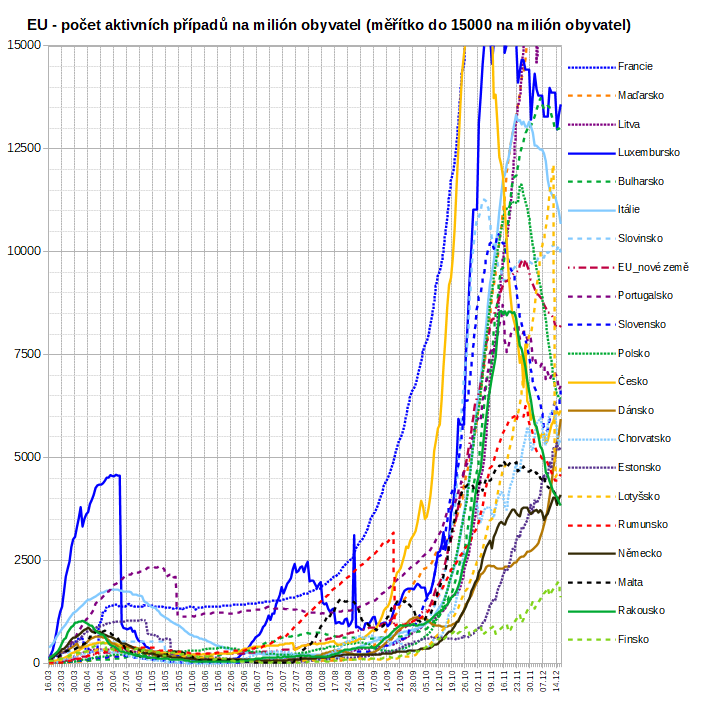 EU - počet aktivních případů na milión obyvatel (měřítko do 15000 na milión obyvatel)
15000
12500
10000
7500
5000
2500
0
16.03 23.03 30.03 06.04 13.04 20.04 27.04 04.05 11.05 18.05 25.05 01.06 08.06 15.06 22.06 29.06 06.07 13.07 20.07 27.07 03.08 10.08 17.08 24.08 31.08 07.09 14.09 21.09 28.09 05.10 12.10 19.10 26.10 02.11 09.11 16.11 23.11 30.11 07.12 14.12
Francie
Maďarsko
Litva
Luxembursko
Bulharsko
Itálie
Slovinsko
EU_nové země
Portugalsko
Slovensko
Polsko
Česko
Dánsko
Chorvatsko
Estonsko
Lotyšsko
Rumunsko
Německo
Malta
Rakousko
Finsko